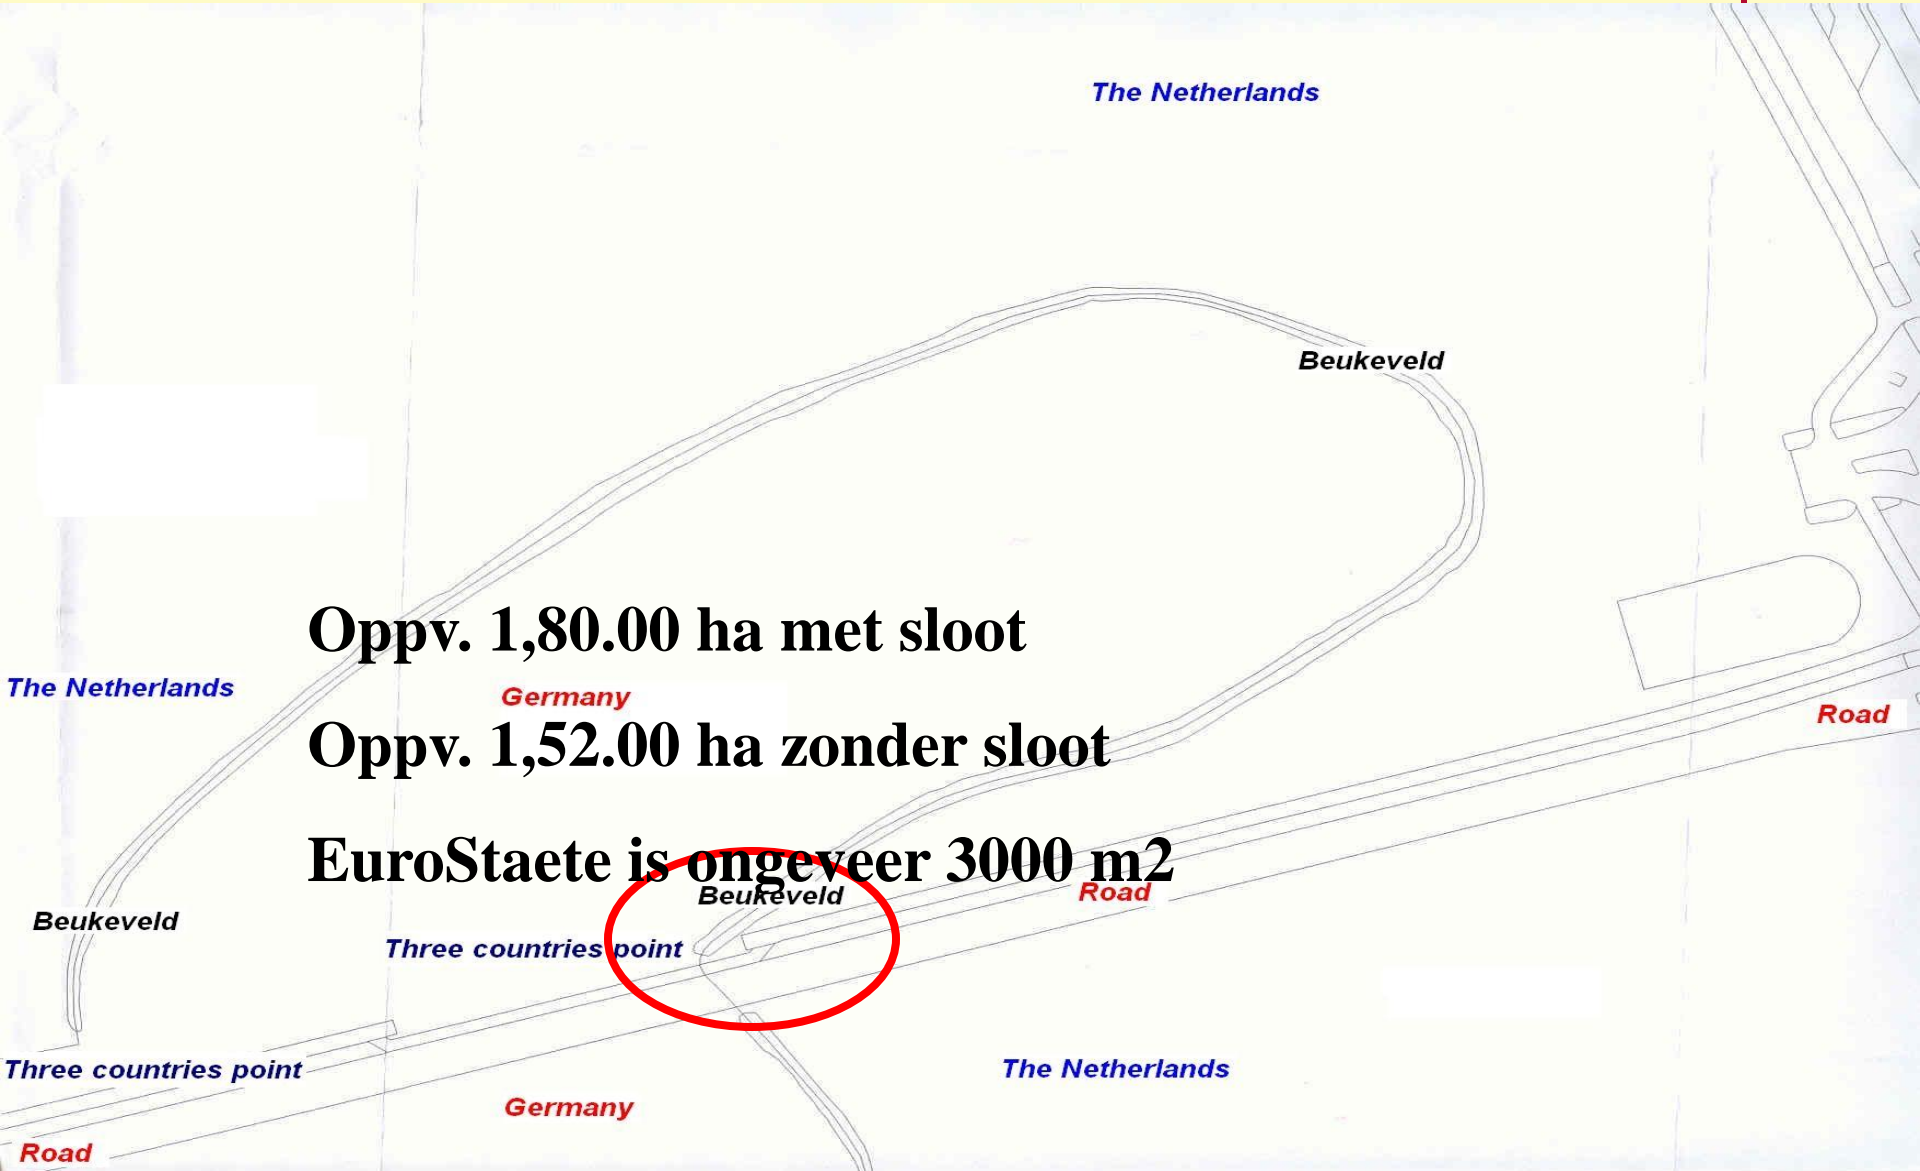 The Netherlands
Beukeveld
Oppv. 1,80.00 ha met sloot
The Netherlands
Germany
Road
Oppv. 1,52.00 ha zonder sloot
EuroStaete is ongeveer 3000 m2
Beukeveld
Road
Beukeveld
Three countries point
Three countries point
The Netherlands
Germany
Road